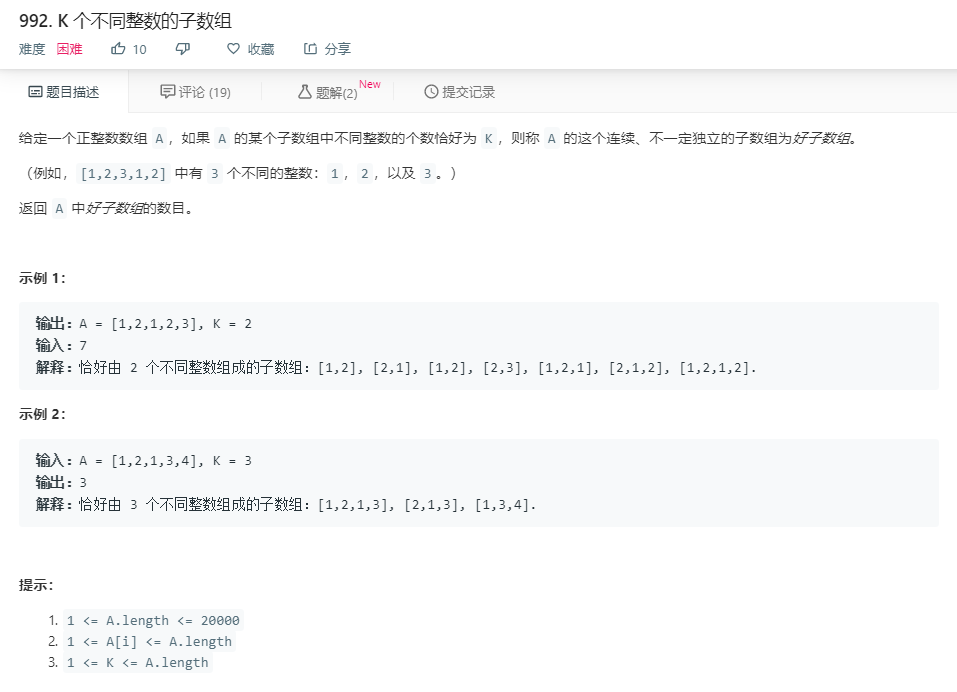 992. K 个不同整数的子数组
难度 困难 10 收藏 分享
题目描述 评论 (19) 题解(2) New 提交记录
给定一个正整数数组 A，如果 A 的某个子数组中不同整数的个数恰好为 K，则称 A 的这个连续、不一定独立的子数组为好子数组。
（例如，[1,2,3,1,2] 中有 3 个不同的整数：1，2，以及 3。）
返回 A 中好子数组的数目。
示例 1：
输出：A = [1,2,1,2,3], K = 2
输入：7
解释：恰好由 2 个不同整数组成的子数组：[1,2], [2,1], [1,2], [2,3], [1,2,1], [2,1,2], [1,2,1,2].
示例 2：
输入：A = [1,2,1,3,4], K = 3
输出：3
解释：恰好由 3 个不同整数组成的子数组：[1,2,1,3], [2,1,3], [1,3,4].
提示：
1. 1 <= A.length <= 20000
2. 1 <= A[i] <= A.length
3. 1 <= K <= A.length